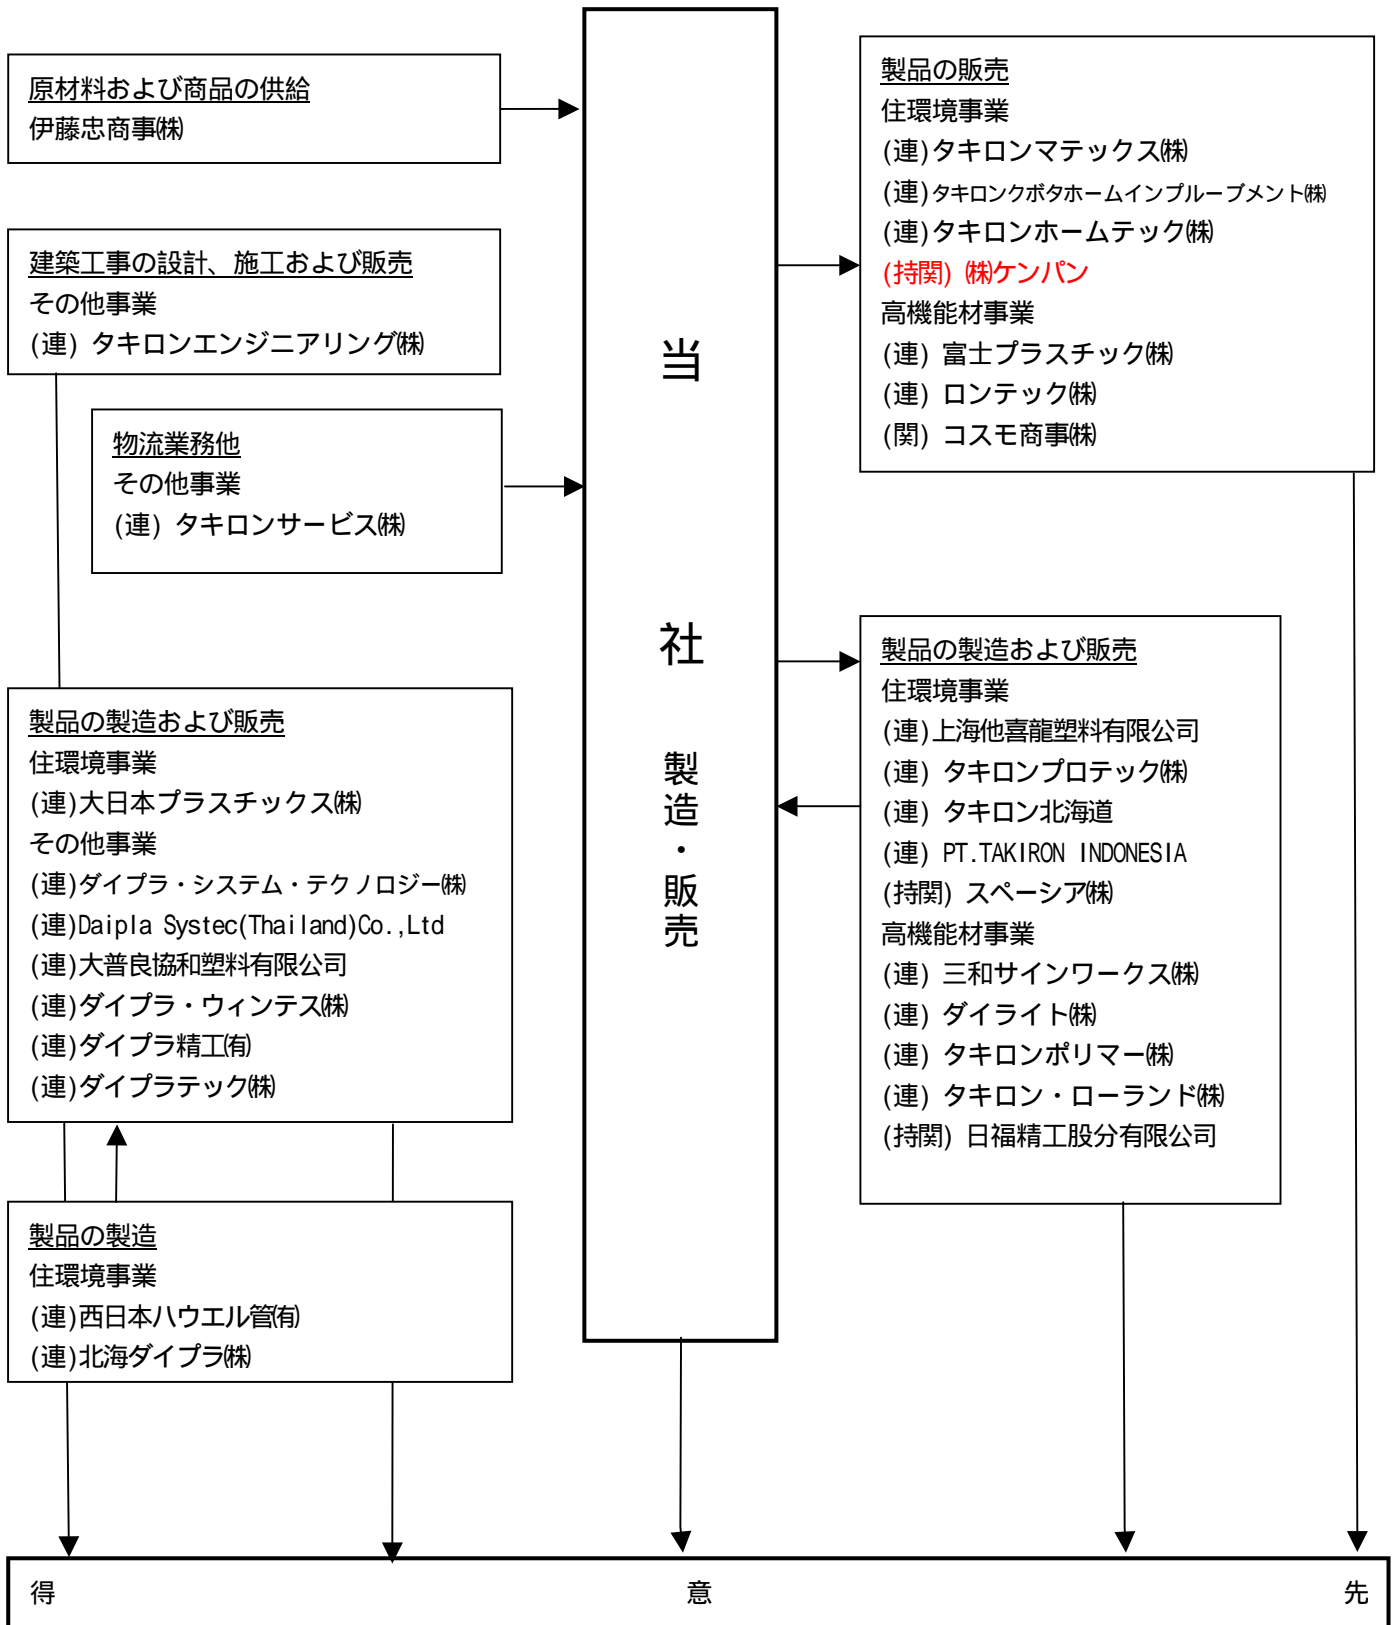 原材料および商品の供給
伊藤忠商事㈱
建築工事の設計、施工および販売
その他事業
(連) タキロンエンジニアリング㈱
物流業務他
その他事業
(連) タキロンサービス㈱
製品の製造および販売
住環境事業
(連)大日本プラスチックス㈱
その他事業
(連)ダイプラ・システム・テクノロジー㈱
(連)Daipla Systec(Thailand)Co.,Ltd
(連)大普良協和塑料有限公司
(連)ダイプラ・ウィンテス㈱
(連)ダイプラ精工㈲
(連)ダイプラテック㈱
製品の製造
住環境事業
(連)西日本ハウエル管㈲
(連)北海ダイプラ㈱
当
社
製造・販売
製品の販売
住環境事業
(連)タキロンマテックス㈱
(連)タキロンクボタホームインプルーブメント㈱
(連)タキロンホームテック㈱
(持関) ㈱ケンパン
高機能材事業
(連) 富士プラスチック㈱
(連) ロンテック㈱
(関) コスモ商事㈱
製品の製造および販売
住環境事業
(連)上海他喜龍塑料有限公司
(連) タキロンプロテック㈱
(連) タキロン北海道
(連) PT.TAKIRON INDONESIA
(持関) スペーシア㈱
高機能材事業
(連) 三和サインワークス㈱
(連) ダイライト㈱
(連) タキロンポリマー㈱
(連) タキロン・ローランド㈱
(持関) 日福精工股分有限公司
得 意 先